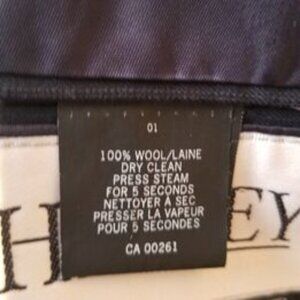 01
100% WOOL/LAINE
DRY CLEAN
PRESS STEAM
FOR 5 SECONDS
NETTOYER A SEC
PRESSER LA VAPEUR
POUR 5 SECONDES
CA 00261